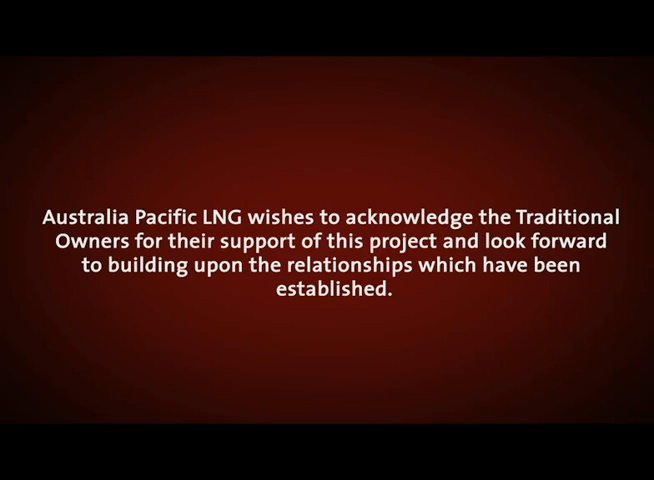 Australia Pacific LNG wishes to acknowledge the Traditional
Owners for their support of this project and look forward
to building upon the relationships which have been
established.